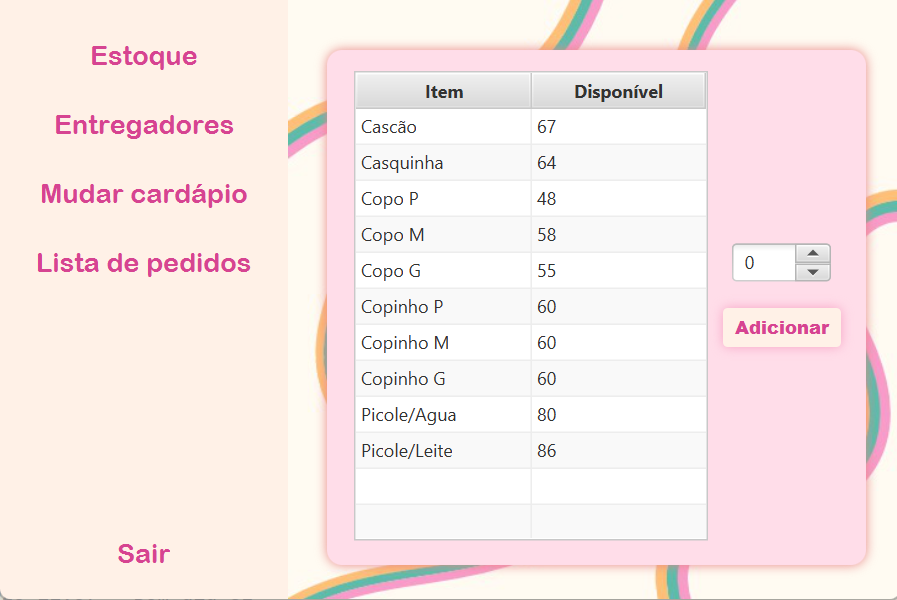 Estoque
Entregadores
Mudar cardápio
Lista de pedidos
Sair
Item Disponível
Cascão 67
Casquinha 64
Copo P 48
Copo M 58
Copo G 55
Copinho P 60
Copinho M 60
Copinho G 60
Picole/Agua 80
Picole/Leite 86
0
Adicionar